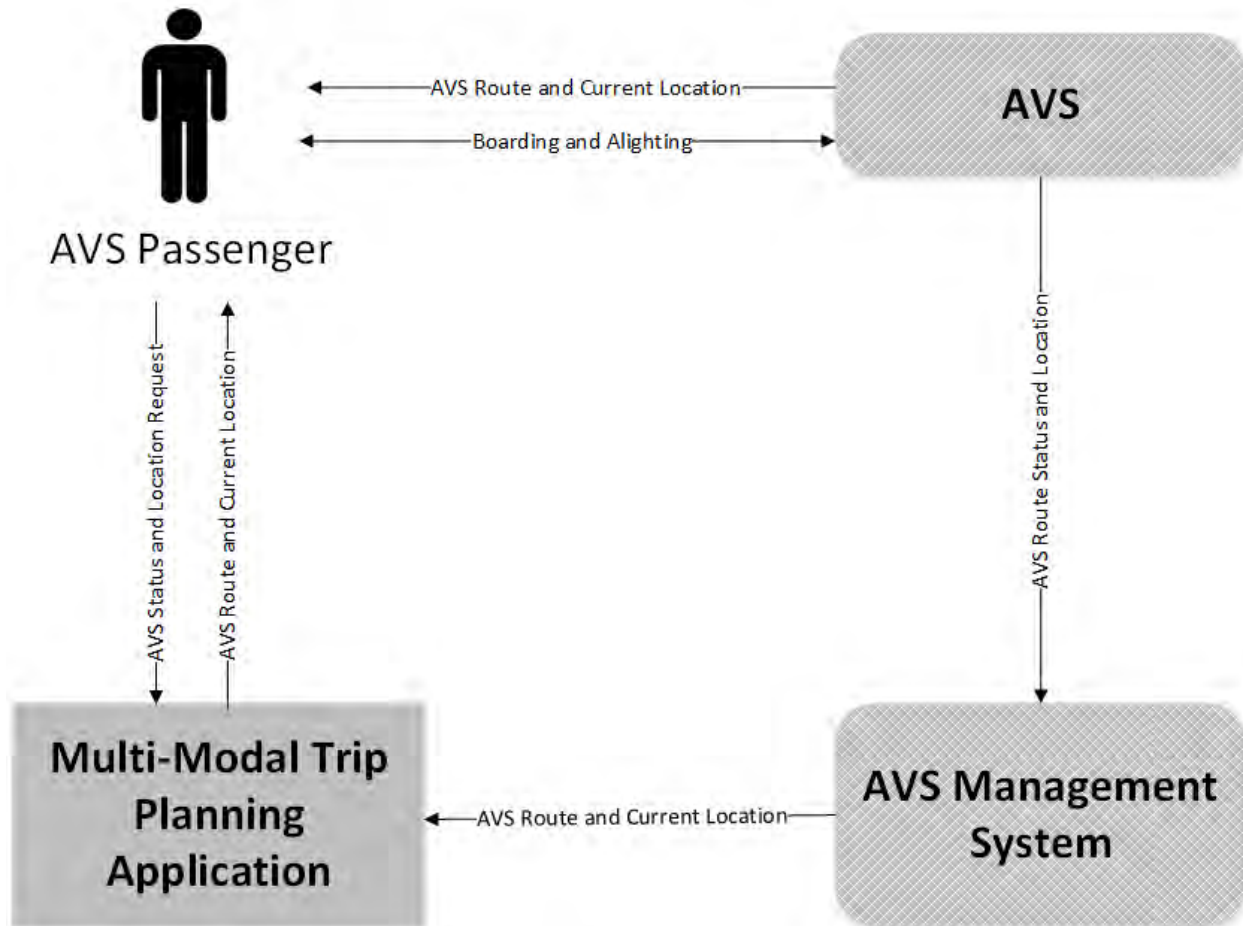 AVS Route and Current Location
AVS
Boarding and Alighting
AVS Passenger
AVS Status and Location Request
AVS Route and Current Location
AVS Route Status and Location
Multi-Modal Trip
Planning
Application
AVS Route and Current Location
AVS Management
System